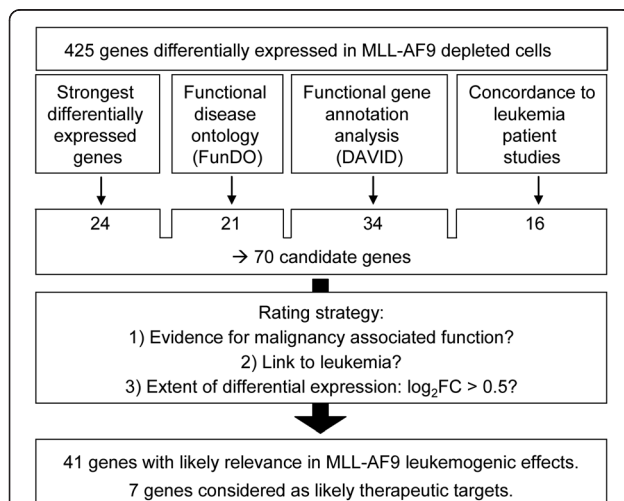 425 genes differentially expressed in MLL-AF9 depleted cells
Strongest
differentially
expressed
genes
Functional
disease
ontology
(FunDO)
Functional gene
annotation
analysis
(DAVID)
Concordance to
leukemia
patient
studies
24
21
34
16
→ 70 candidate genes
Rating strategy:
1) Evidence for malignancy associated function?
2) Link to leukemia?
3) Extent of differential expression: log₂FC > 0.5?
41 genes with likely relevance in MLL-AF9 leukemogenic effects.
7 genes considered as likely therapeutic targets.